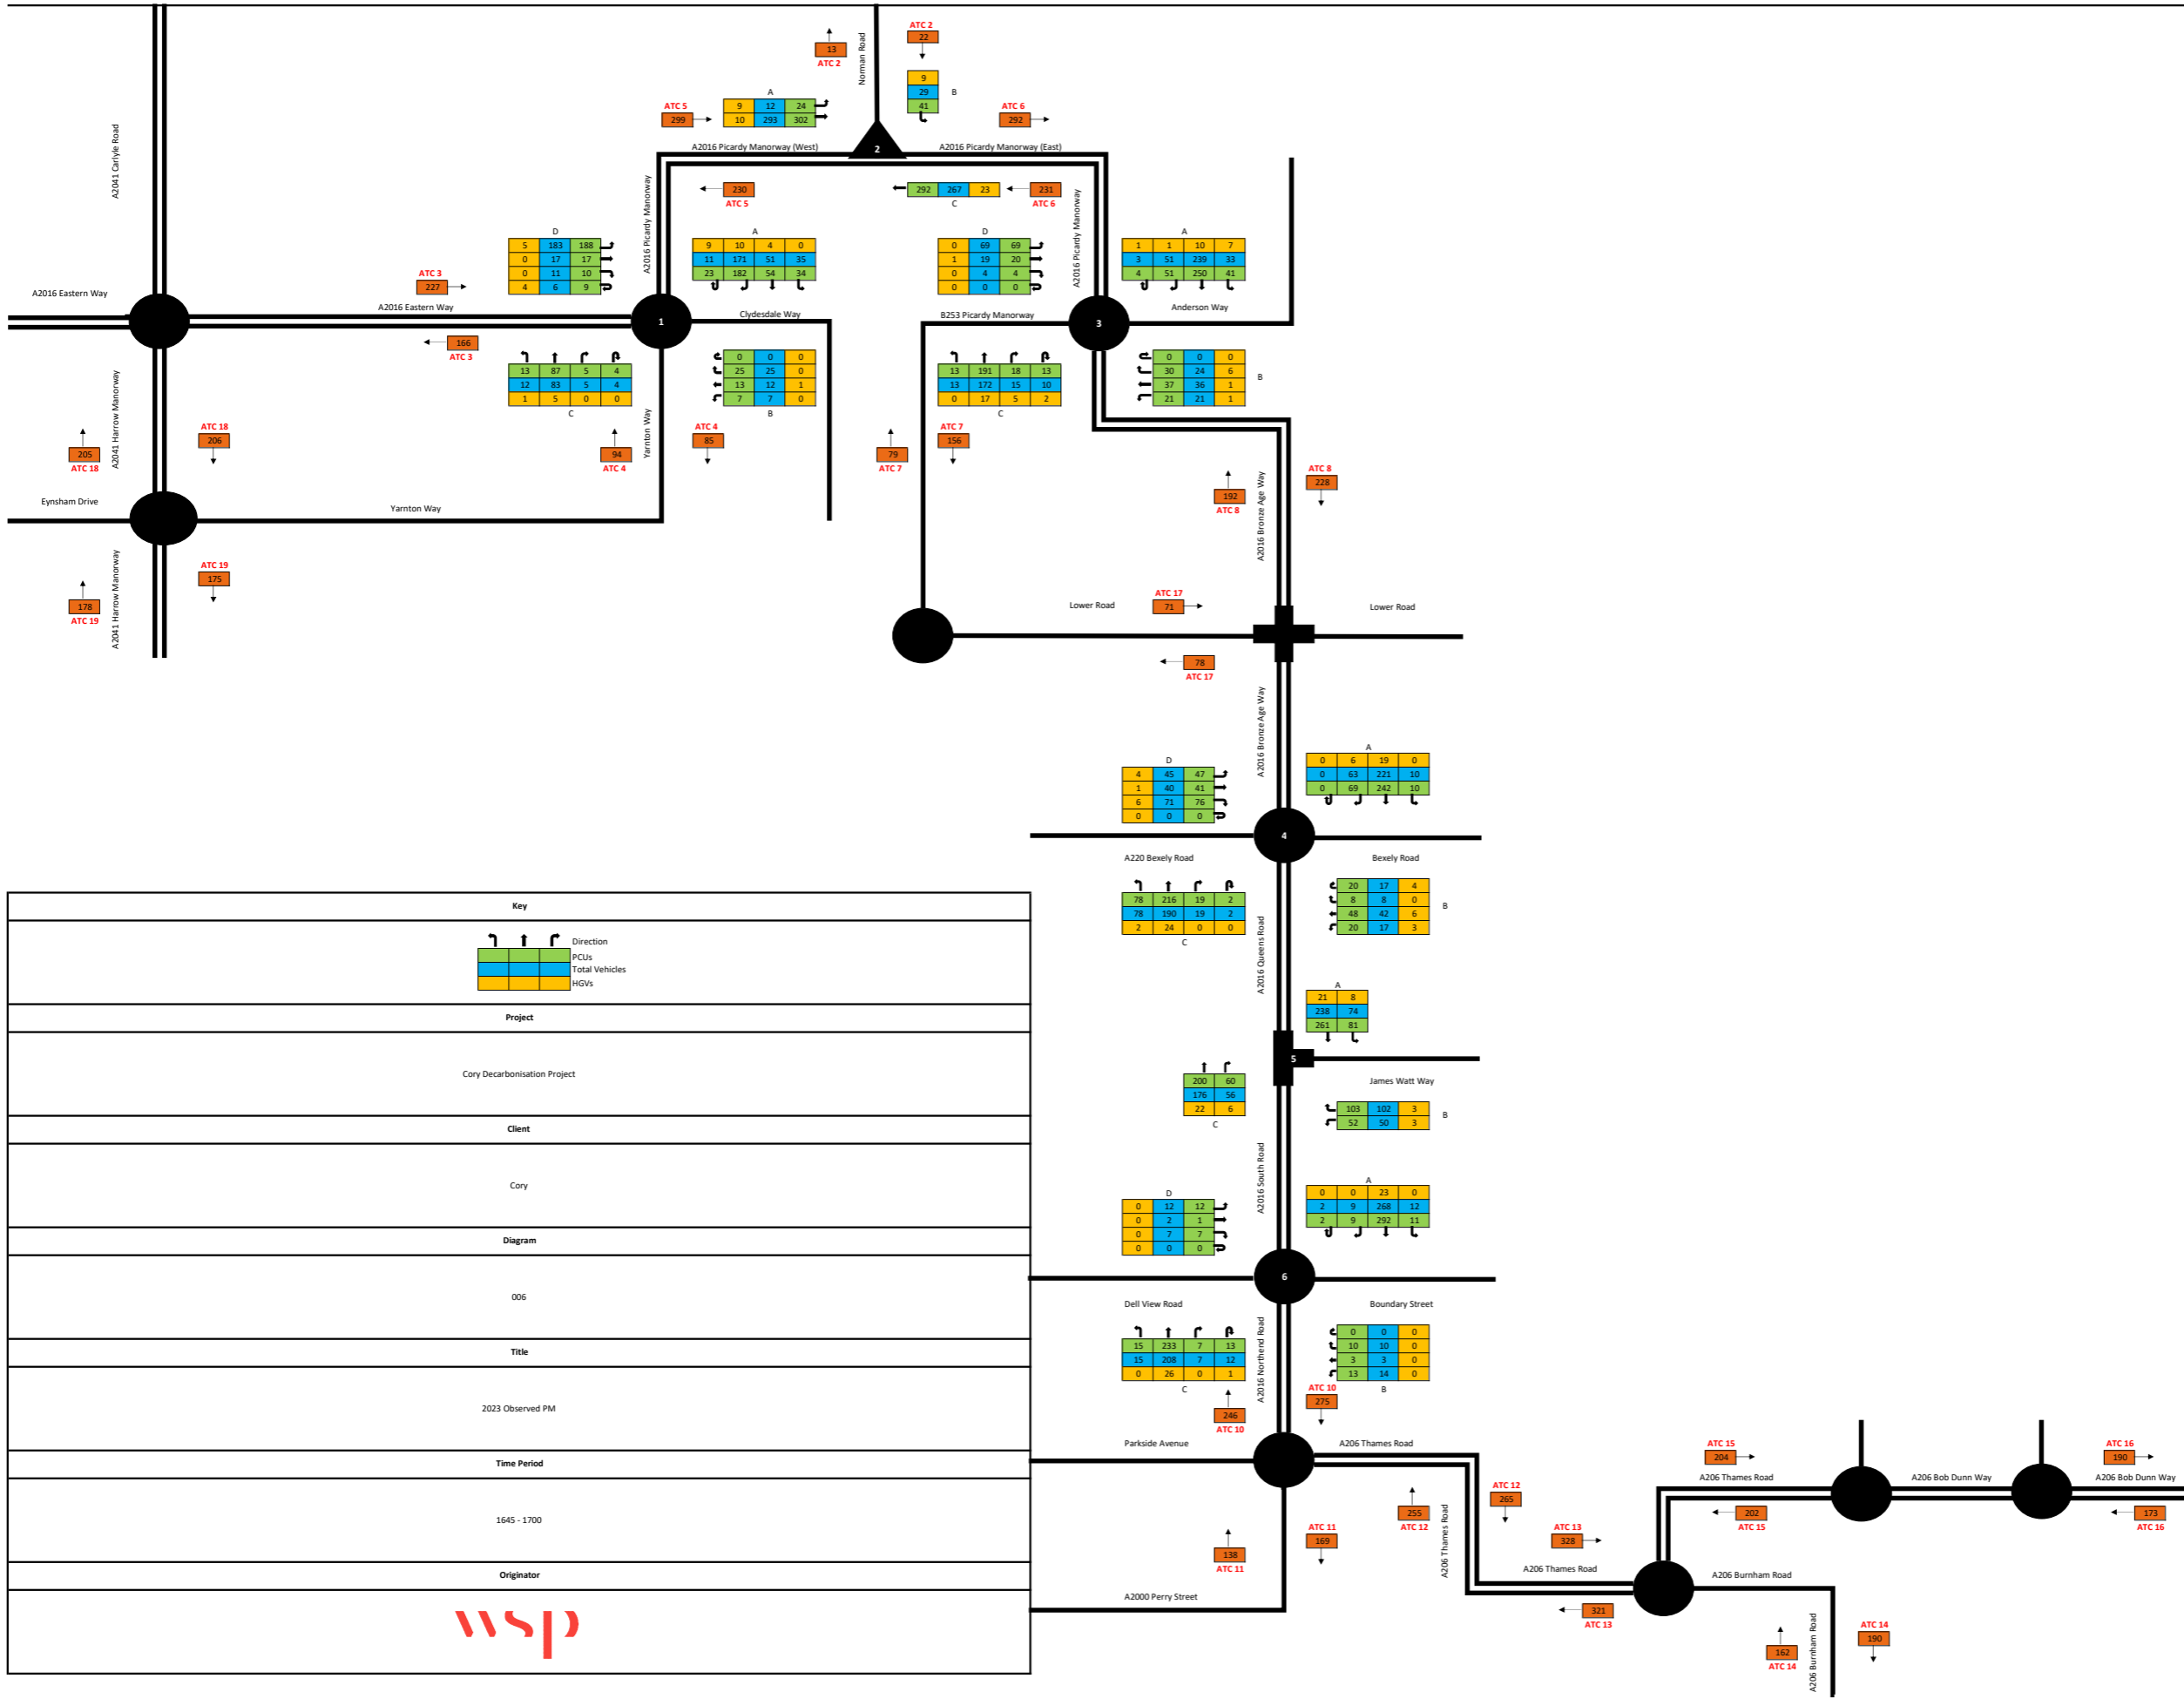 ATC 2
22
13
ATC 2
Norman Road
9
29
41
B
A
9 12 24
10 293 302
ATC 5
299
ATC 6
292
A2016 Picardy Manorway (West)
2
A2016 Picardy Manorway (East)
A2041 Carlyle Road
A2016 Picardy Manorway
230
ATC 5
292 267 23
C
231
ATC 6
A2016 Picardy Manorway
D
5 183 188
0 17 17
0 11 10
4 6 9
A
9 10 4 0
11 171 51 35
23 182 54 34
D
0 69 69
1 19 20
0 4 4
0 0 0
A
1 1 10 7
3 51 239 33
4 51 250 41
ATC 3
227
A2016 Eastern Way
A2016 Eastern Way
1
Clydesdale Way
B253 Picardy Manorway
3
Anderson Way
166
ATC 3
13 87 5 4
12 83 5 4
1 5 0 0
C
0 0 0
25 25 0
13 12 1
7 7 0
B
13 191 18 13
13 172 15 10
0 17 5 2
C
0 0 0
30 24 6
37 36 1
21 21 1
B
A2041 Harrow Manorway
205
ATC 18
ATC 18
206
94
ATC 4
Yarnton Way
ATC 4
85
79
ATC 7
ATC 7
156
192
ATC 8
A2016 Bronze Age Way
ATC 8
228
Eynsham Drive
Yarnton Way
178
ATC 19
A2041 Harrow Manorway
ATC 19
175
Lower Road
ATC 17
71
Lower Road
78
ATC 17
A2016 Bronze Age Way
D
4 45 47
1 40 41
6 71 76
0 0 0
A
0 6 19 0
0 63 221 10
0 69 242 10
4
A220 Bexely Road
Bexely Road
78 216 19 2
78 190 19 2
2 24 0 0
C
A2016 Queens Road
20 17 4
8 8 0
48 42 6
20 17 3
B
A
21 8
238 74
261 81
5
James Watt Way
200 60
176 56
22 6
C
103 102 3
52 50 3
B
A2016 South Road
D
0 12 12
0 2 1
0 7 7
0 0 0
A
0 0 23 0
2 9 268 12
2 9 292 11
6
Dell View Road
Boundary Street
15 233 7 13
15 208 7 12
0 26 0 1
C
A2016 Northend Road
0 0 0
10 10 0
3 3 0
13 14 0
B
246
ATC 10
ATC 10
275
Parkside Avenue
A206 Thames Road
138
ATC 11
ATC 11
169
A2000 Perry Street
255
ATC 12
A206 Thames Road
ATC 12
265
ATC 13
328
A206 Thames Road
321
ATC 13
ATC 15
204
A206 Thames Road
202
ATC 15
A206 Bob Dunn Way
ATC 16
190
A206 Bob Dunn Way
173
ATC 16
A206 Burnham Road
162
ATC 14
A206 Burnham Road
ATC 14
190
Key
Direction
PCUs
Total Vehicles
HGVs
Project
Cory Decarbonisation Project
Client
Cory
Diagram
006
Title
2023 Observed PM
Time Period
1645 - 1700
Originator
wsp